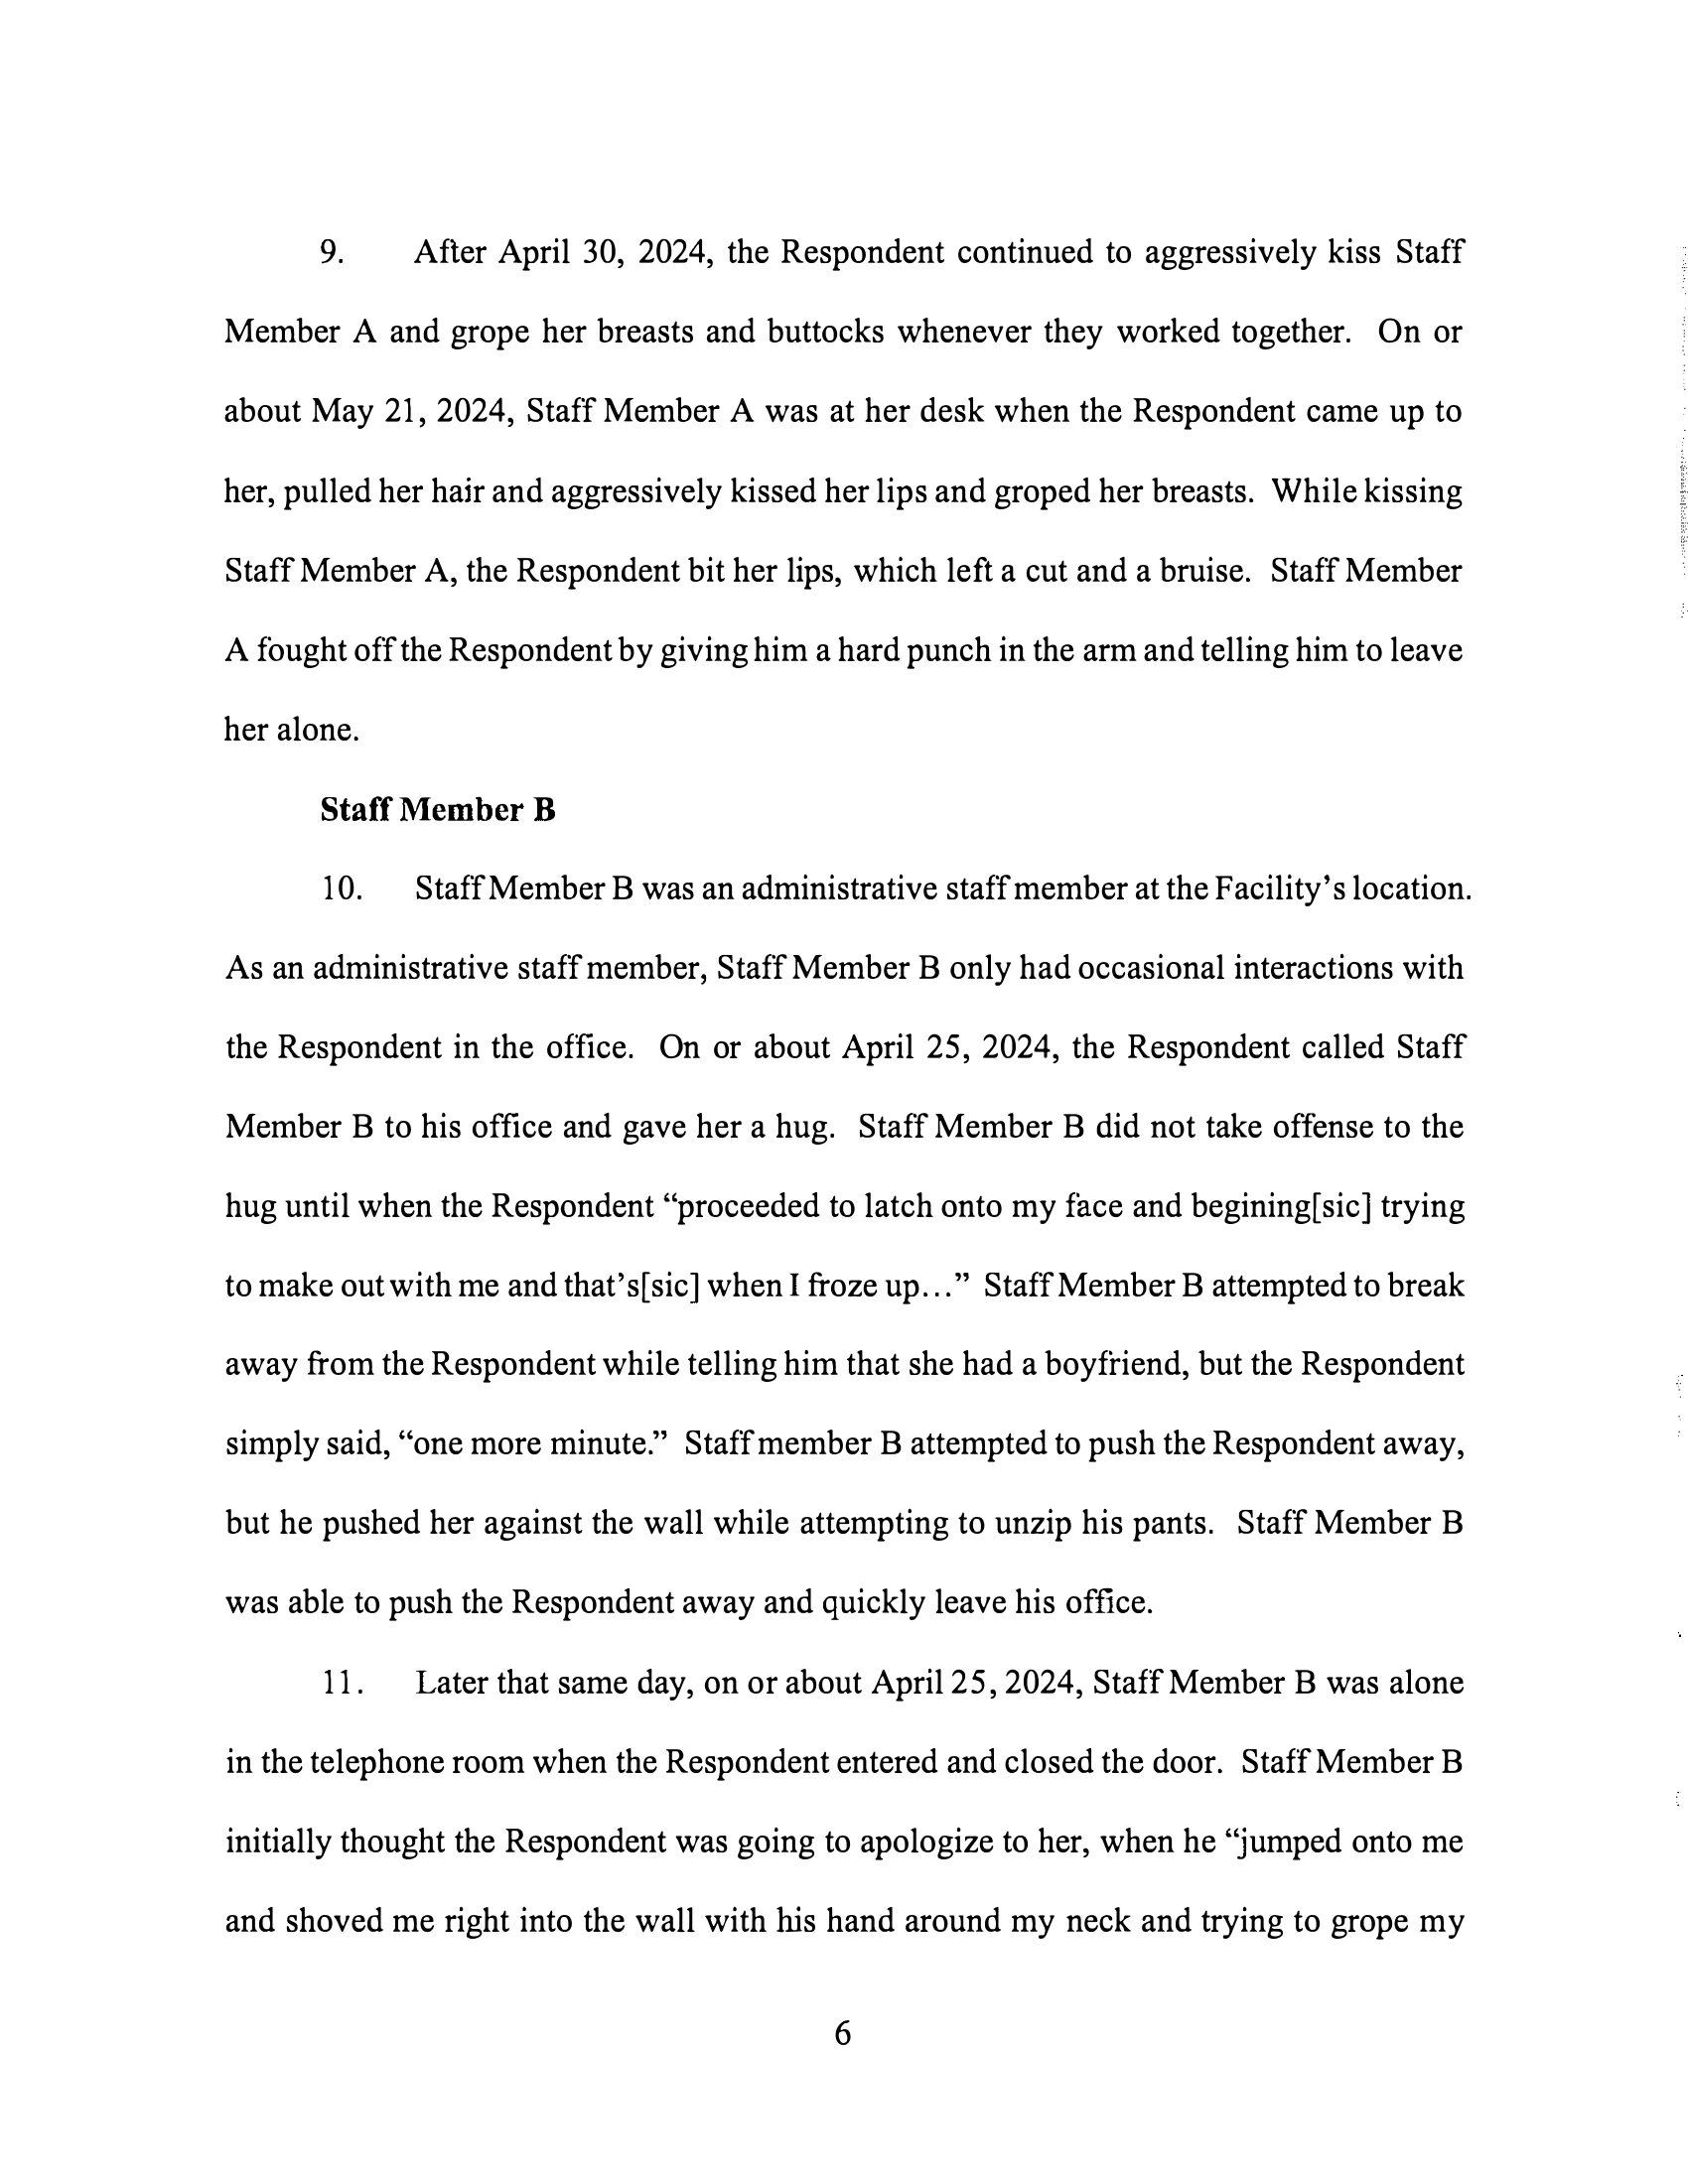 9. After April 30, 2024, the Respondent continued to aggressively kiss Staff
Member A and grope her breasts and buttocks whenever they worked together. On or
about May 21, 2024, Staff Member A was at her desk when the Respondent came up to
her, pulled her hair and aggressively kissed her lips and groped her breasts. While kissing
Staff Member A, the Respondent bit her lips, which left a cut and a bruise. Staff Member
A fought off the Respondent by giving him a hard punch in the arm and telling him to leave
her alone.
Staff Member B
10. Staff Member B was an administrative staff member at the Facility’s location.
As an administrative staff member, Staff Member B only had occasional interactions with
the Respondent in the office. On or about April 25, 2024, the Respondent called Staff
Member B to his office and gave her a hug. Staff Member B did not take offense to the
hug until when the Respondent “proceeded to latch onto my face and begining[sic] trying
to make out with me and that’s[sic] when I froze up…” Staff Member B attempted to break
away from the Respondent while telling him that she had a boyfriend, but the Respondent
simply said, “one more minute.” Staff member B attempted to push the Respondent away,
but he pushed her against the wall while attempting to unzip his pants. Staff Member B
was able to push the Respondent away and quickly leave his office.
11. Later that same day, on or about April 25, 2024, Staff Member B was alone
in the telephone room when the Respondent entered and closed the door. Staff Member B
initially thought the Respondent was going to apologize to her, when he “jumped onto me
and shoved me right into the wall with his hand around my neck and trying to grope my
6